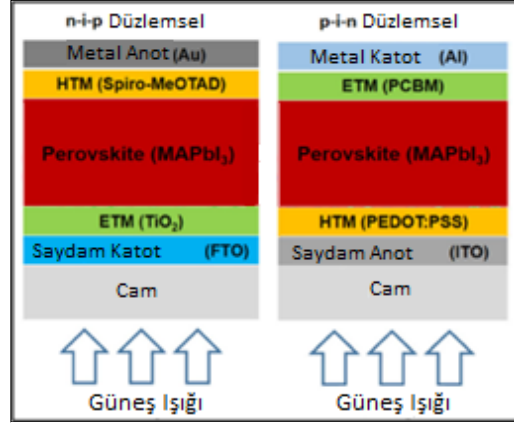 n-i-p Düzlemsel
Metal Anot (Au)
HTM (Spiro-MeOTAD)
Perovskite (MAPbI₃)
ETM (TiO₂)
Saydam Katot (FTO)
Cam
Güneş Işığı
p-i-n Düzlemsel
Metal Katot (Al)
ETM (PCBM)
Perovskite (MAPbI₃)
HTM (PEDOT:PSS)
Saydam Anot (ITO)
Cam
Güneş Işığı